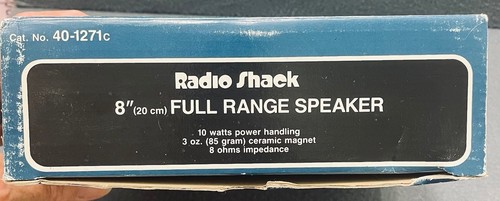 Cat. No. 40-1271C
Radio Shack
8" (20 cm) FULL RANGE SPEAKER
10 watts power handling
3 oz. (85 gram) ceramic magnet
8 ohms impedance